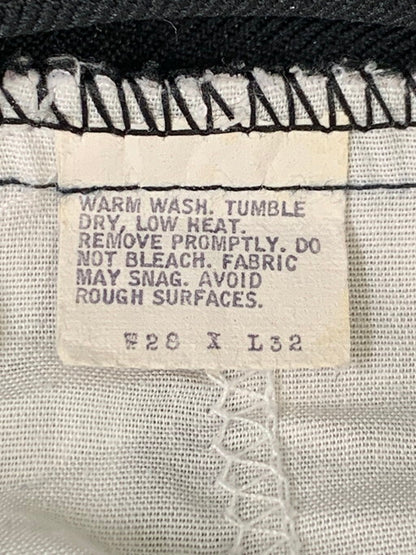 WARM WASH. TUMBLE
DRY, LOW HEAT.
REMOVE PROMPTLY. DO
NOT BLEACH. FABRIC
MAY SNAG. AVOID
ROUGH SURFACES.
W28 X L32